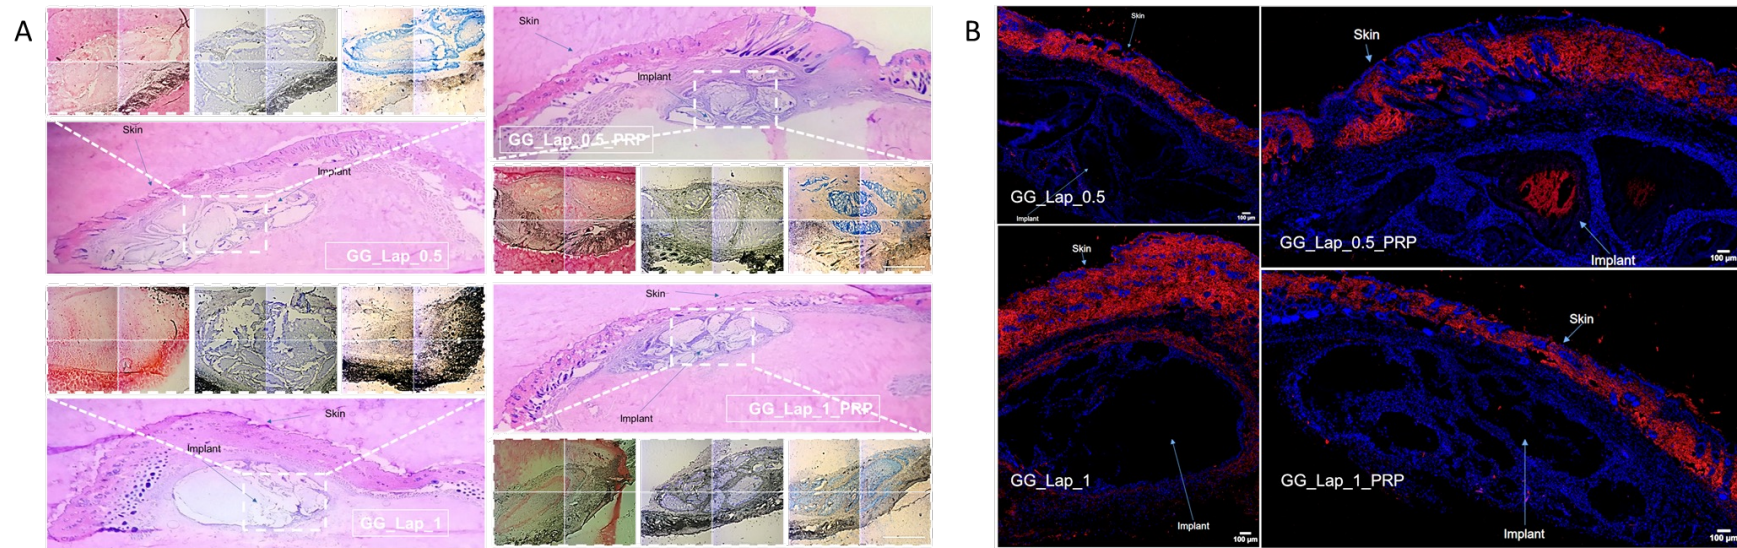 A
Skin
Implant
GG_Lap_0.5_PRP
Skin
Implant
GG_Lap_0.5
Skin
Implant
GG_Lap_1_PRP
Skin
Implant
GG_Lap_1
B
Skin
GG_Lap_0.5
Implant
100 µm
Skin
GG_Lap_0.5_PRP
Implant
100 µm
Skin
GG_Lap_1
Implant
100 µm
Skin
GG_Lap_1_PRP
Implant
100 µm